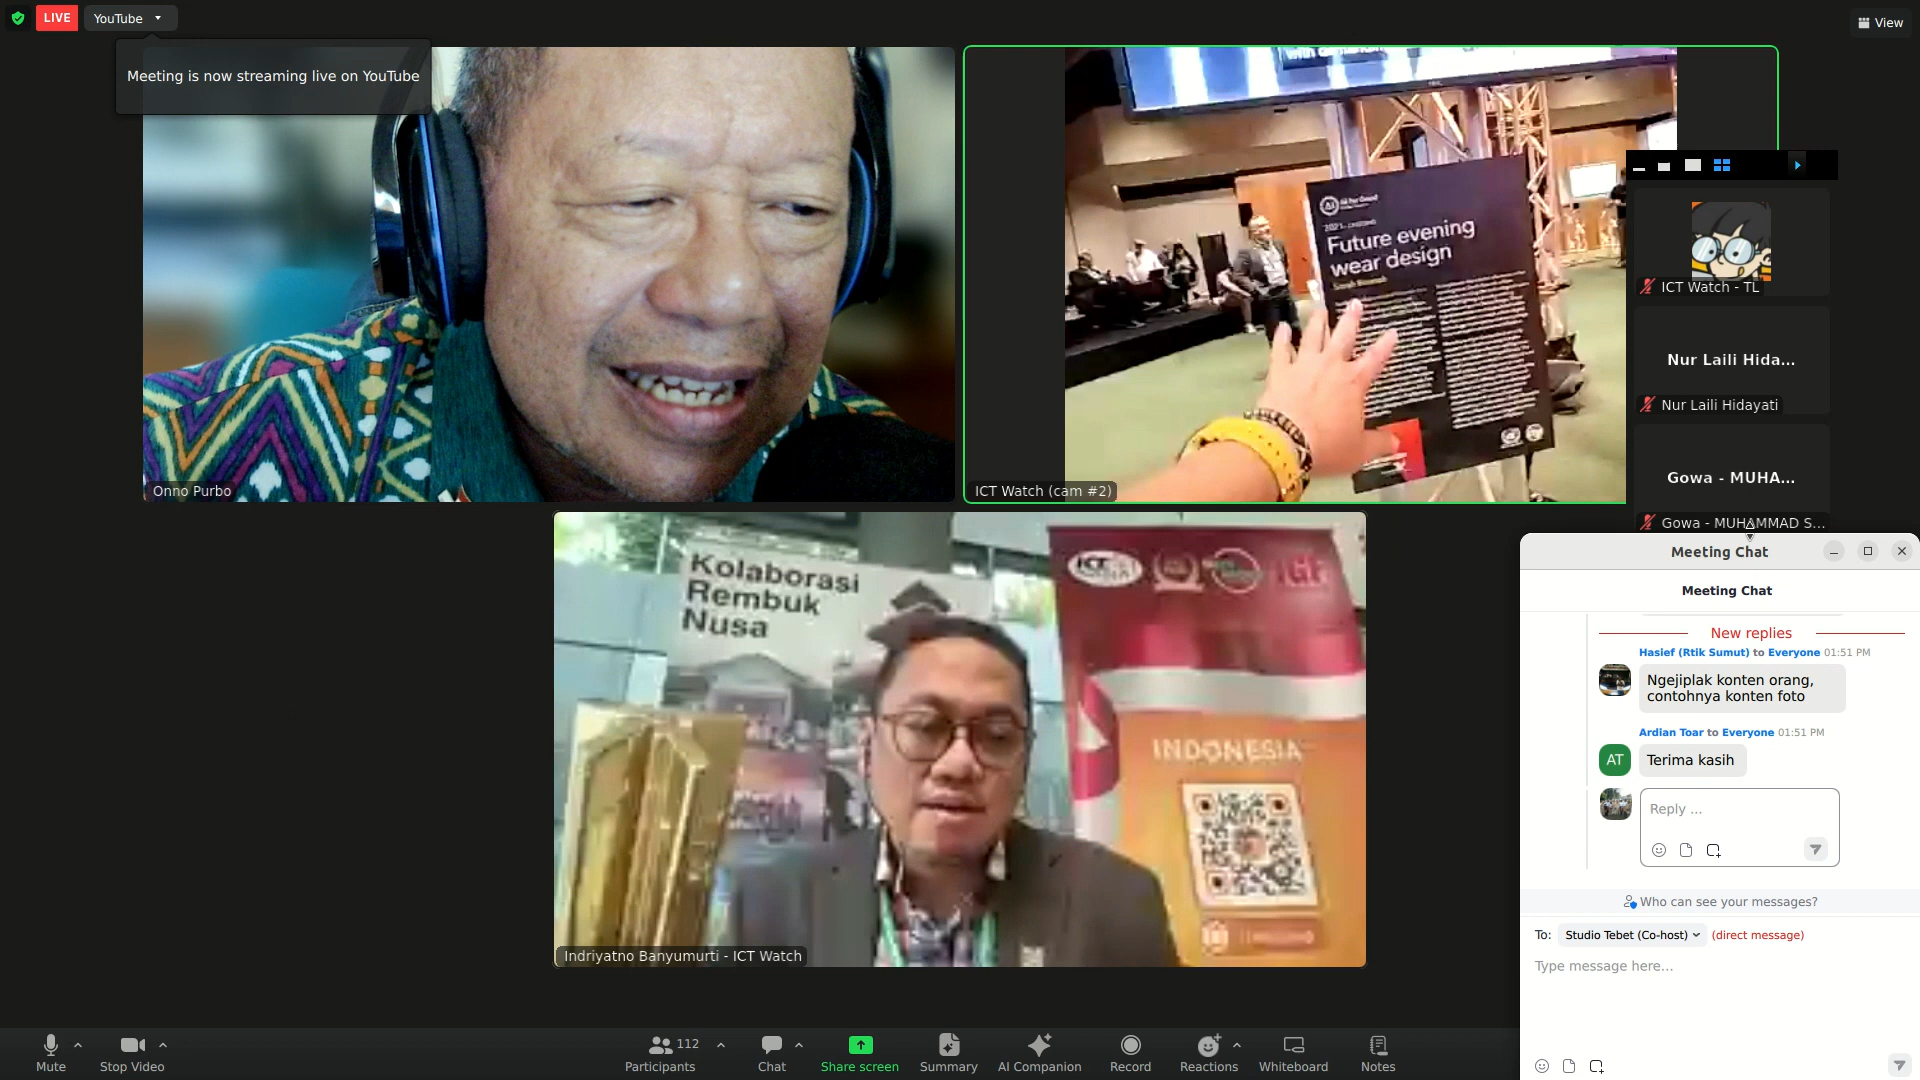 LIVE
YouTube
View
Meeting is now streaming live on YouTube
AI for Good
Future evening
wear design
Onno Purbo
ICT Watch (cam #2)
ICT Watch - TL
Nur Laili Hida...
Nur Laili Hidayati
Gowa - MUHA...
Gowa - MUHAMMAD S...
Kolaborasi
Rembuk
Nusa
ICT
IGF
INDONESIA
Indriyatno Banyumurti - ICT Watch
Meeting Chat
Meeting Chat
New replies
Hasief (Rtik Sumut) to Everyone 01:51 PM
Ngejiplak konten orang,
contohnya konten foto
Ardian Toar to Everyone 01:51 PM
AT
Terima kasih
Reply ...
Who can see your messages?
To: Studio Tebet (Co-host) (direct message)
Type message here...
Mute
Stop Video
Participants
112
Chat
Share screen
Summary
AI Companion
Record
Reactions
Whiteboard
Notes